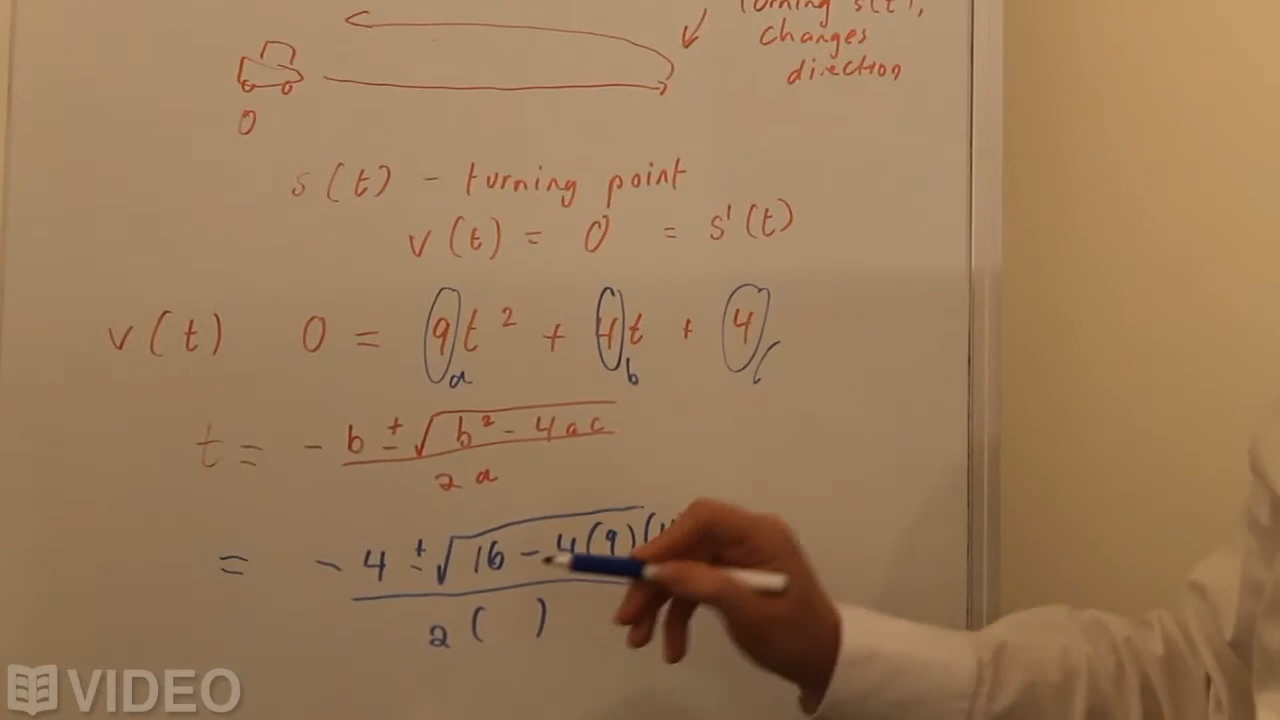 turning s(t),
changes
direction
0
s(t) - turning point
v(t) = 0 = s'(t)
v(t) 0 = 9t² + 4t + 4
a b c
t = -b ± √b² - 4ac
2a
= -4 ± √16 - 4(9)(4
2( )
VIDEO